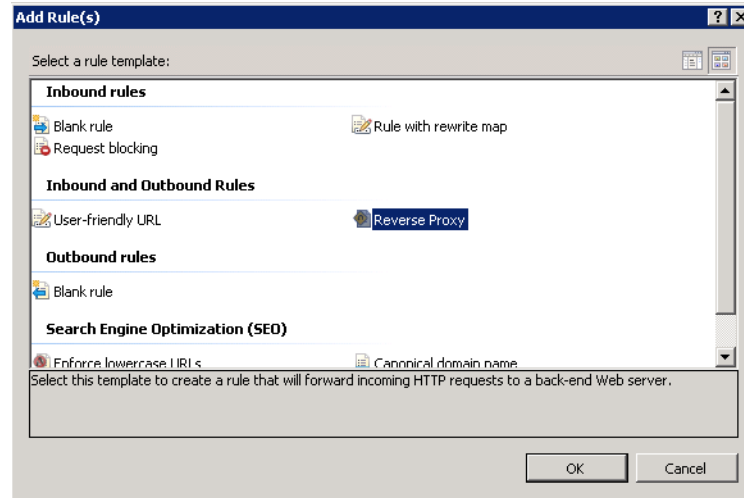 Add Rule(s)
Select a rule template:
Inbound rules
Blank rule
Rule with rewrite map
Request blocking
Inbound and Outbound Rules
User-friendly URL
Reverse Proxy
Outbound rules
Blank rule
Search Engine Optimization (SEO)
Enforce lowercase URLs
Canonical domain name
Select this template to create a rule that will forward incoming HTTP requests to a back-end Web server.
OK
Cancel